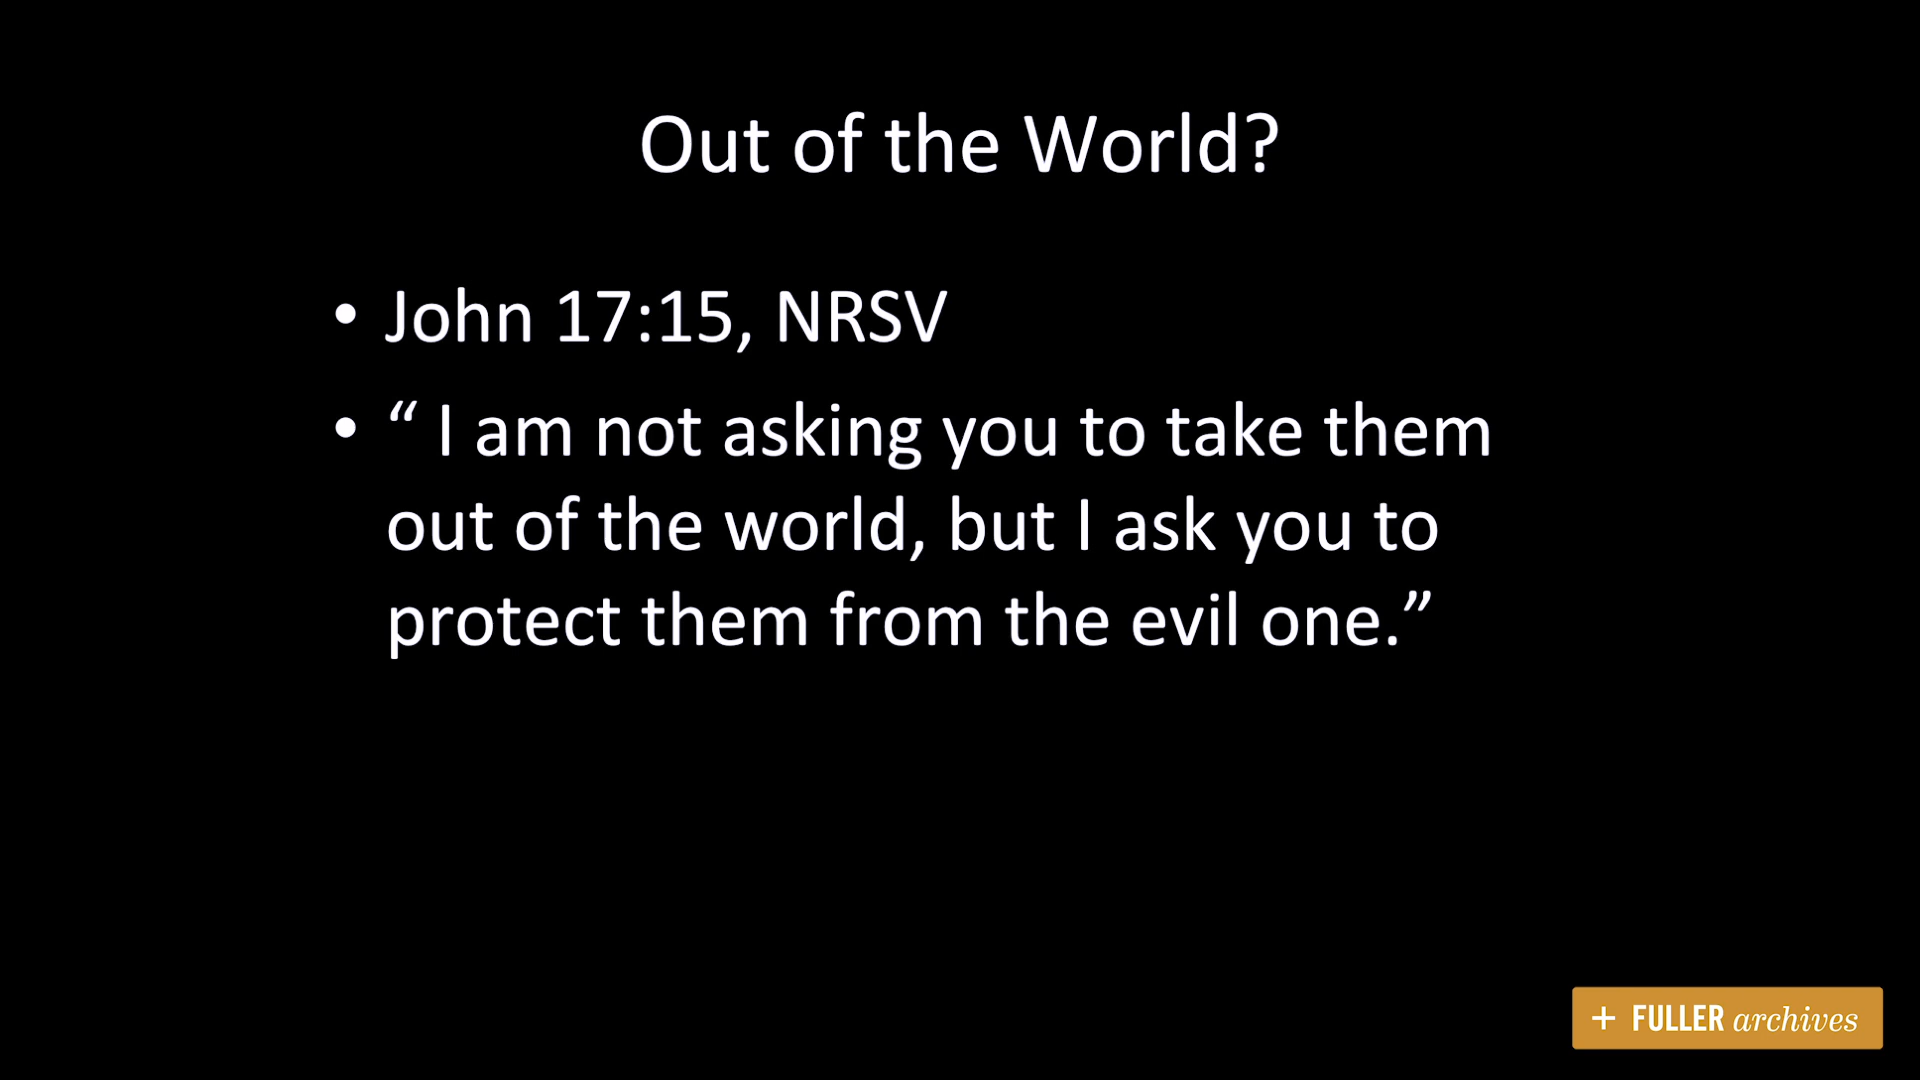 Out of the World?
• John 17:15, NRSV
• “ I am not asking you to take them
out of the world, but I ask you to
protect them from the evil one.”
+ FULLER archives